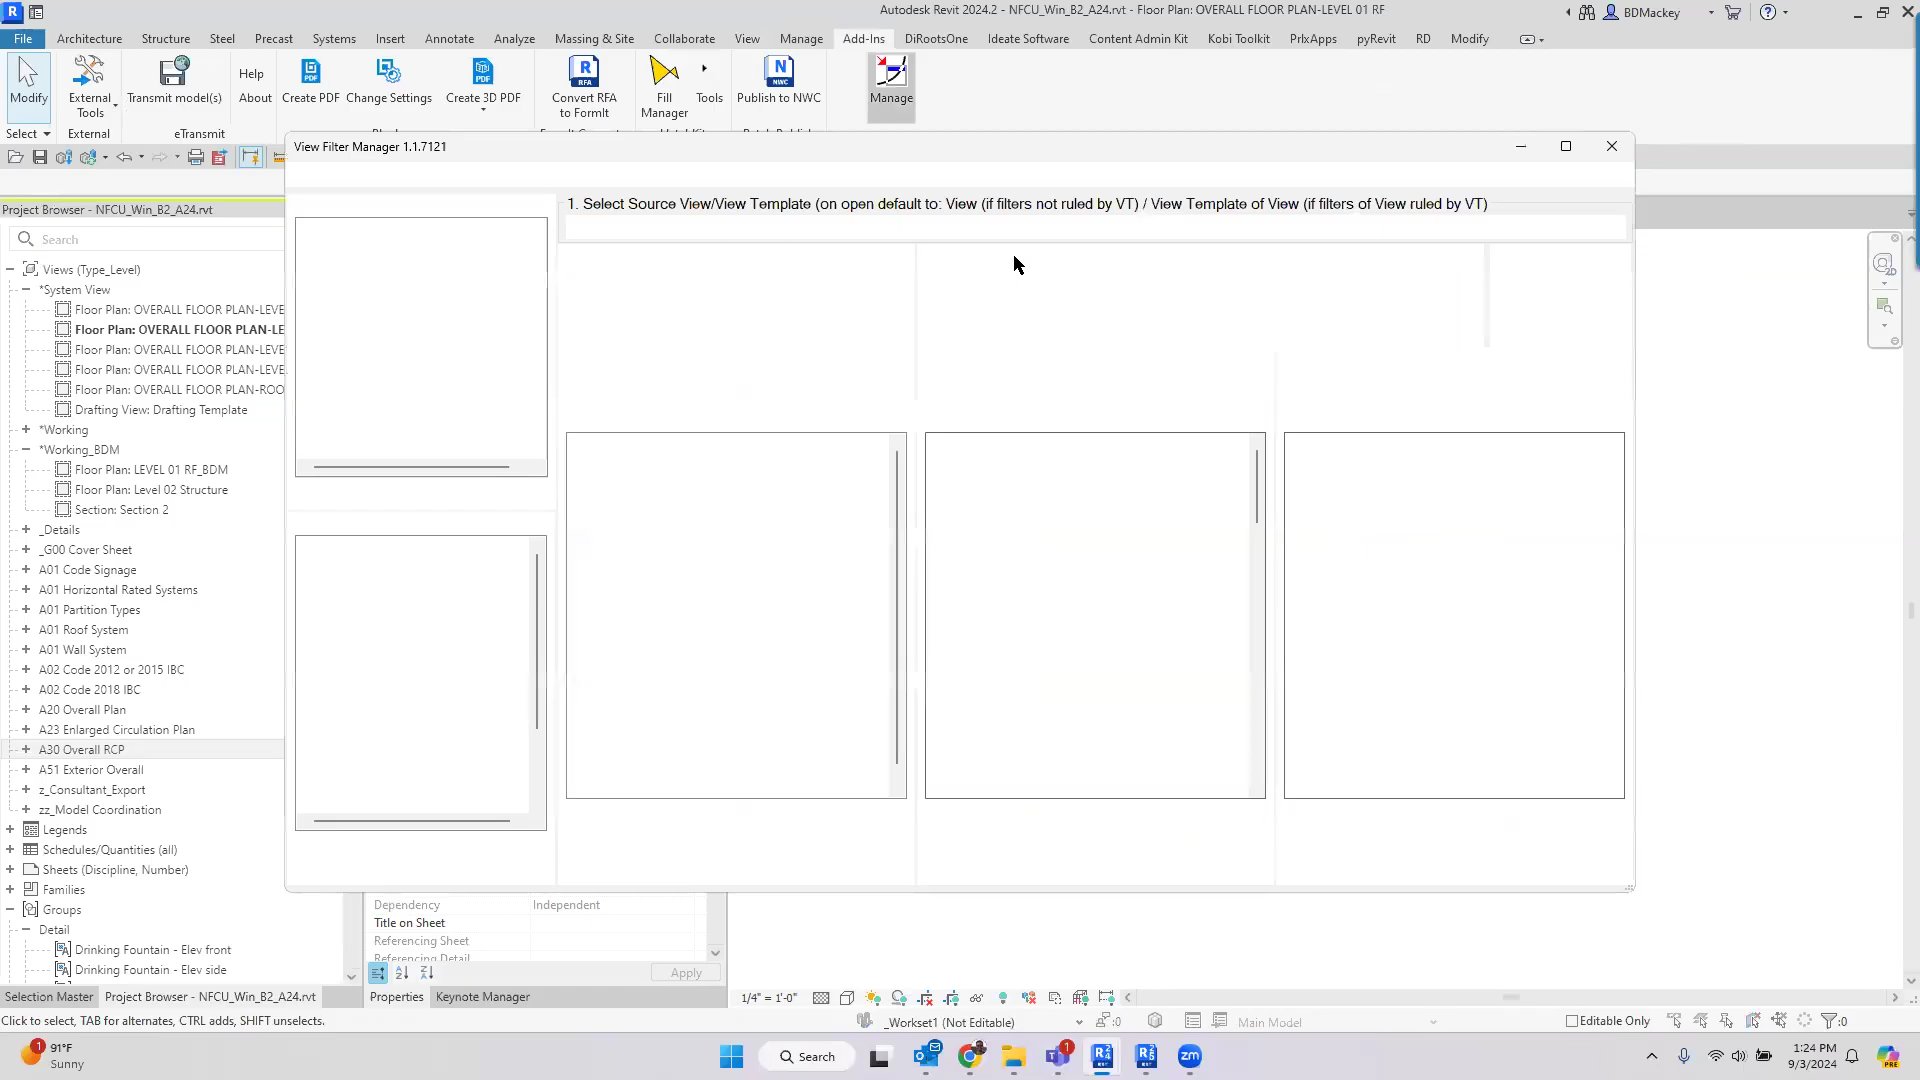 Autodesk Revit 2024.2 - NFCU_Win_B2_A24.rvt - Floor Plan: OVERALL FLOOR PLAN-LEVEL 01 RF
BDMackey
File Architecture Structure Steel Precast Systems Insert Annotate Analyze Massing & Site Collaborate View Manage Add-Ins DiRootsOne Ideate Software Content Admin Kit Kobi Toolkit PrlxApps pyRevit RD Modify
Modify
External Tools
Transmit model(s)
Help
About
Create PDF
Change Settings
Create 3D PDF
Convert RFA to FormIt
Fill Manager
Tools
Publish to NWC
Manage
Select
External
eTransmit
View Filter Manager 1.1.7121
1. Select Source View/View Template (on open default to: View (if filters not ruled by VT) / View Template of View (if filters of View ruled by VT)
Project Browser - NFCU_Win_B2_A24.rvt
Search
Views (Type_Level)
*System View
Floor Plan: OVERALL FLOOR PLAN-LEVE
Floor Plan: OVERALL FLOOR PLAN-LE
Floor Plan: OVERALL FLOOR PLAN-LEVE
Floor Plan: OVERALL FLOOR PLAN-LEVE
Floor Plan: OVERALL FLOOR PLAN-ROO
Drafting View: Drafting Template
*Working
*Working_BDM
Floor Plan: LEVEL 01 RF_BDM
Floor Plan: Level 02 Structure
Section: Section 2
_Details
_G00 Cover Sheet
A01 Code Signage
A01 Horizontal Rated Systems
A01 Partition Types
A01 Roof System
A01 Wall System
A02 Code 2012 or 2015 IBC
A02 Code 2018 IBC
A20 Overall Plan
A23 Enlarged Circulation Plan
A30 Overall RCP
A51 Exterior Overall
z_Consultant_Export
zz_Model Coordination
Legends
Schedules/Quantities (all)
Sheets (Discipline, Number)
Families
Groups
Detail
Drinking Fountain - Elev front
Drinking Fountain - Elev side
Dependency Independent
Title on Sheet
Referencing Sheet
Referencing Detail
Apply
Selection Master Project Browser - NFCU_Win_B2_A24.rvt Properties Keynote Manager
1/4" = 1'-0"
Click to select, TAB for alternates, CTRL adds, SHIFT unselects.
_Workset1 (Not Editable)
:0
Main Model
Editable Only
:0
1
91°F
Sunny
Search
1
zm
1:24 PM
9/3/2024